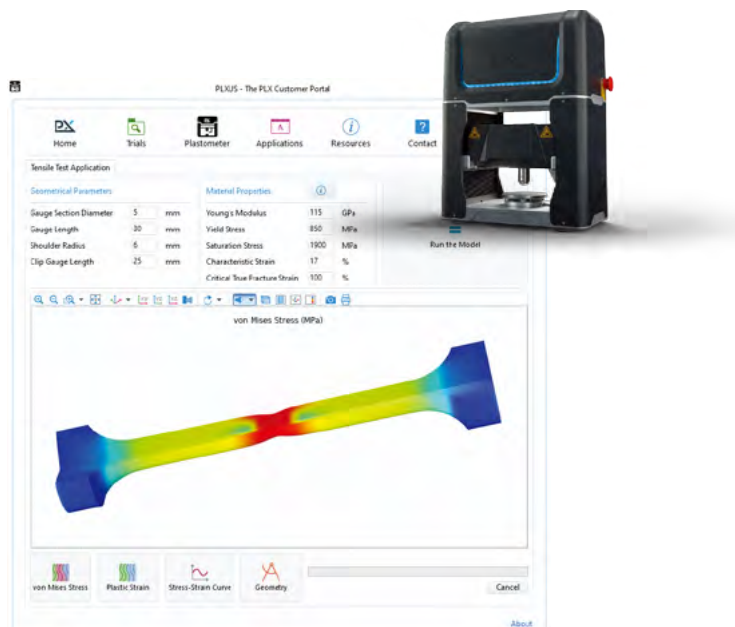 PLXUS - The PLX Customer Portal
PX
Home
Trials
Plastometer
Applications
Resources
Contact
Tensile Test Application
Geometrical Parameters
Material Properties
Gauge Section Diameter 5 mm
Young's Modulus 115 GPa
Gauge Length 30 mm
Yield Stress 850 MPa
Shoulder Radius 6 mm
Saturation Stress 1900 MPa
Run the Model
Clip Gauge Length 25 mm
Characteristic Strain 17 %
Critical True Fracture Strain 100 %
von Mises Stress (MPa)
von Mises Stress
Plastic Strain
Stress-Strain Curve
Geometry
Cancel
About